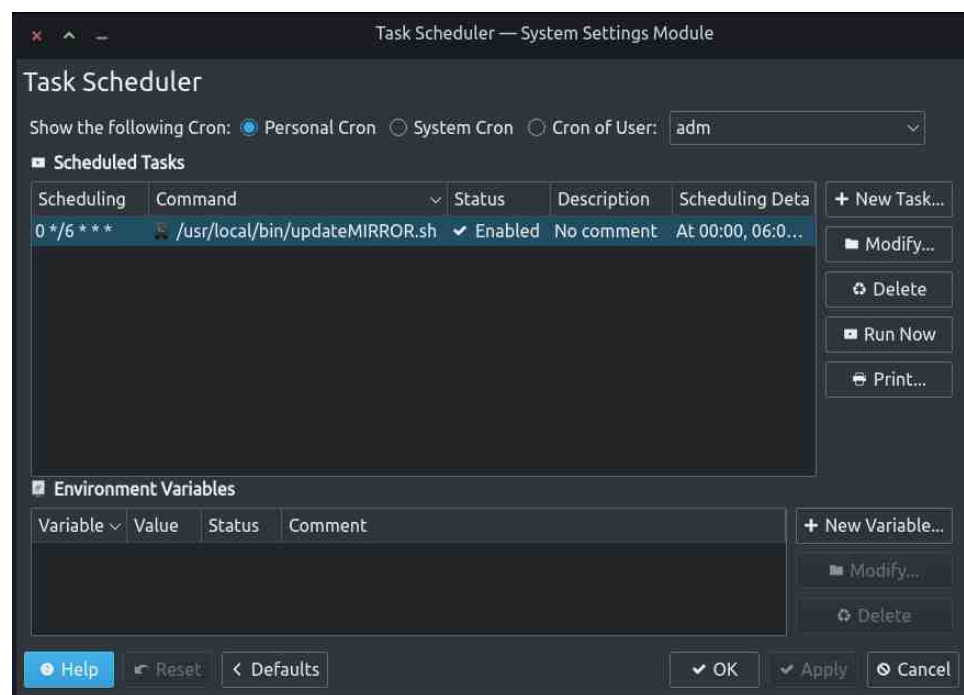 Task Scheduler — System Settings Module
Task Scheduler
Show the following Cron: Personal Cron System Cron Cron of User: adm
Scheduled Tasks
Scheduling Command Status Description Scheduling Deta + New Task...
0 */6 * * * /usr/local/bin/updateMIRROR.sh Enabled No comment At 00:00, 06:0...
Modify...
Delete
Run Now
Print...
Environment Variables
Variable Value Status Comment + New Variable...
Modify...
Delete
Help Reset Defaults OK Apply Cancel